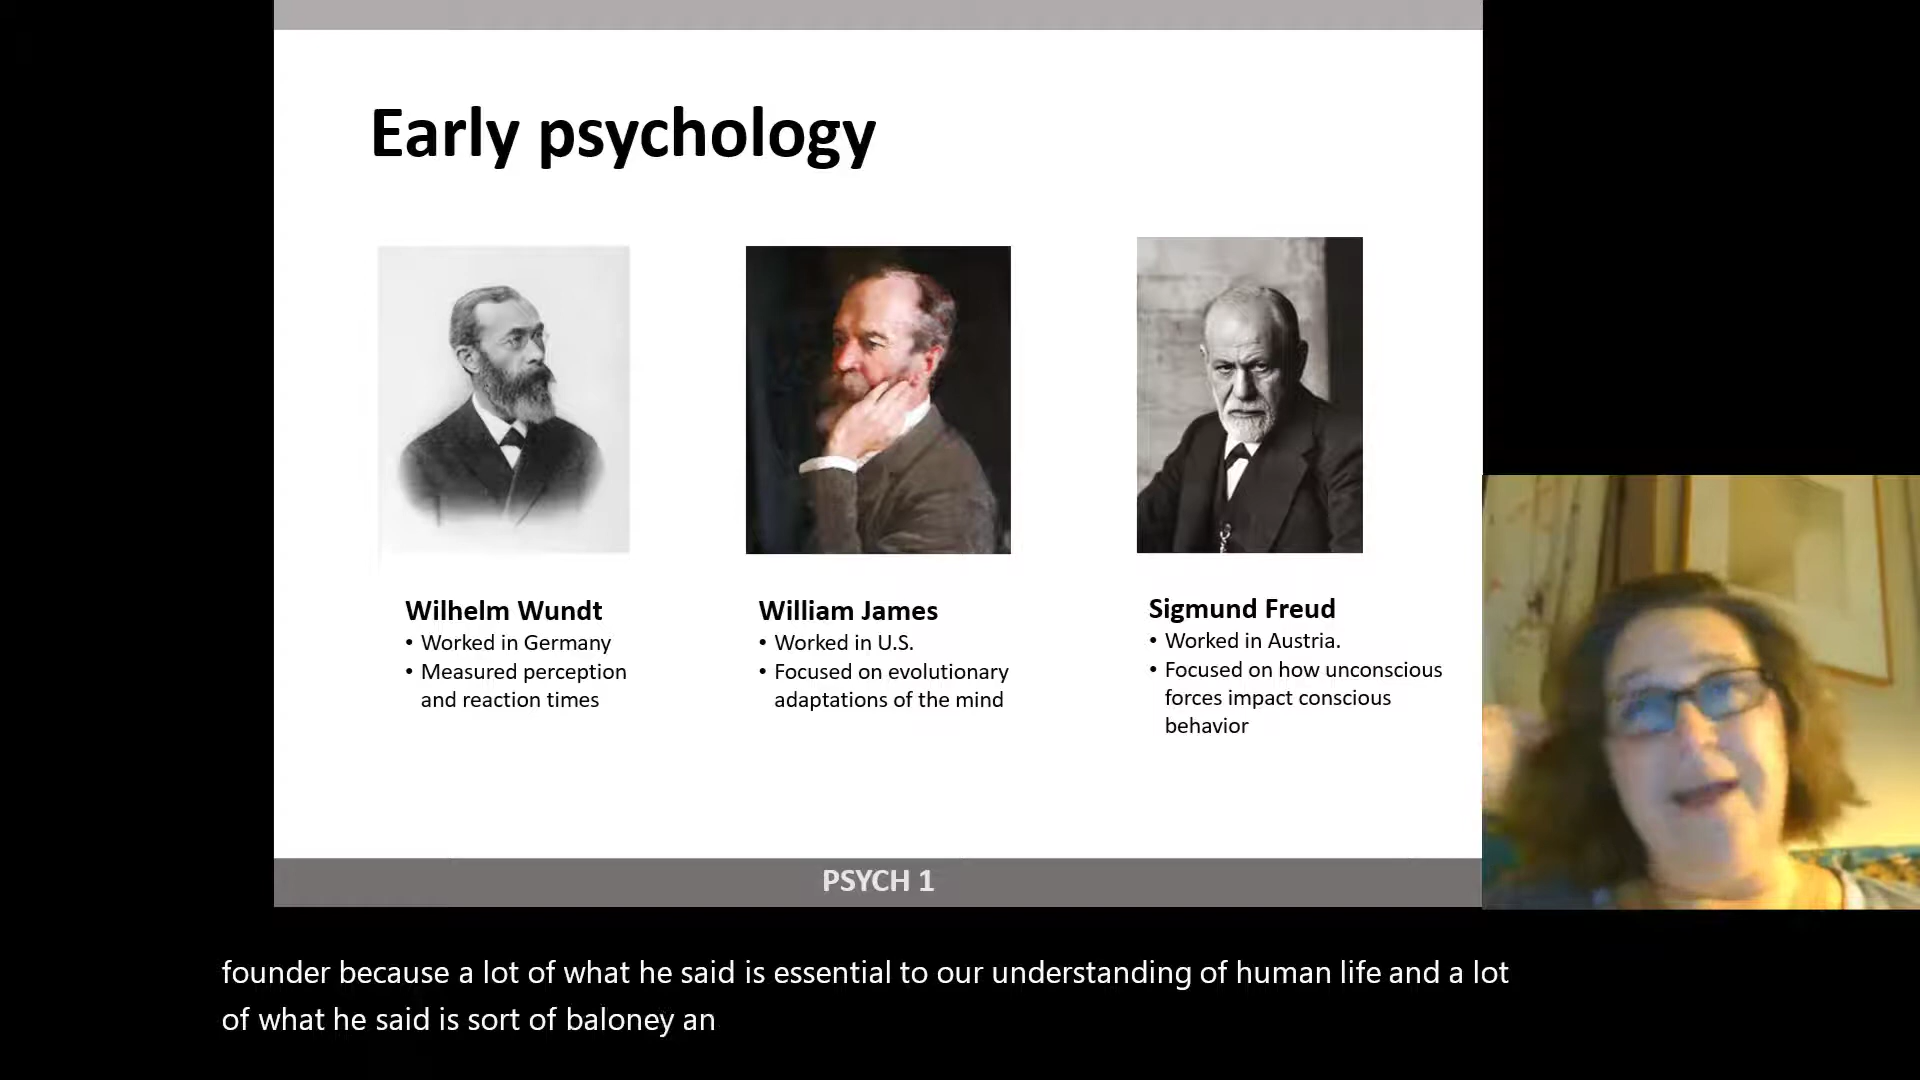 Early psychology
Wilhelm Wundt
• Worked in Germany
• Measured perception
and reaction times
William James
• Worked in U.S.
• Focused on evolutionary
adaptations of the mind
Sigmund Freud
• Worked in Austria.
• Focused on how unconscious
forces impact conscious
behavior
PSYCH 1
founder because a lot of what he said is essential to our understanding of human life and a lot
of what he said is sort of baloney an